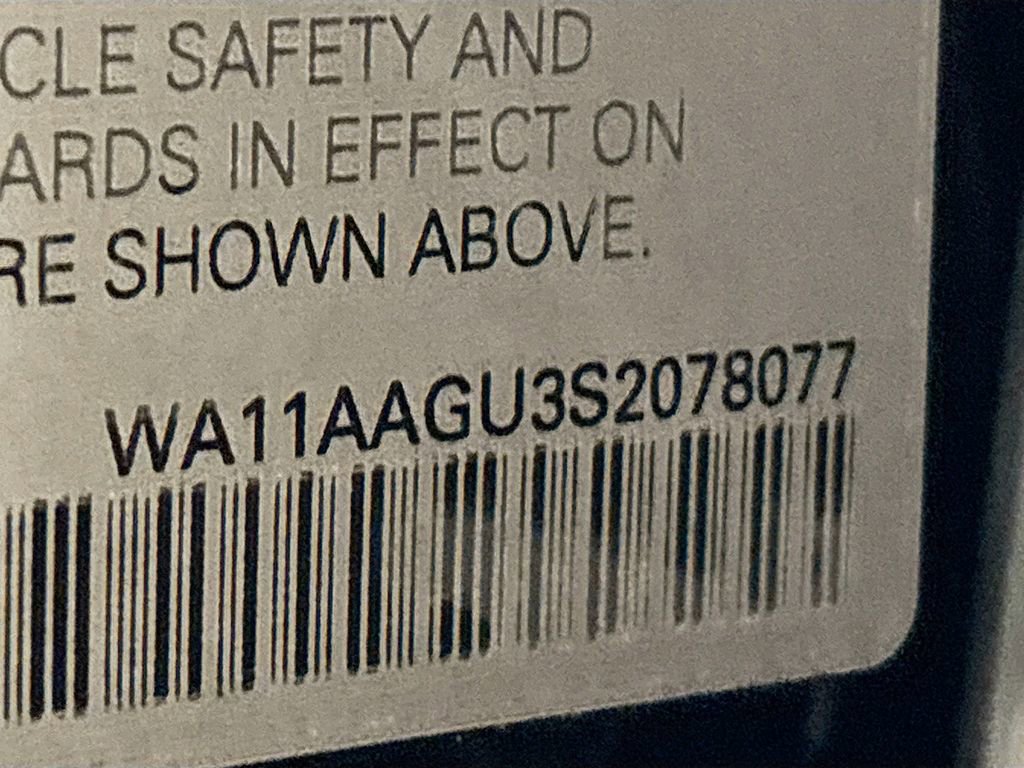 CLE SAFETY AND
ARDS IN EFFECT ON
RE SHOWN ABOVE.
WA11AAGU3S2078077